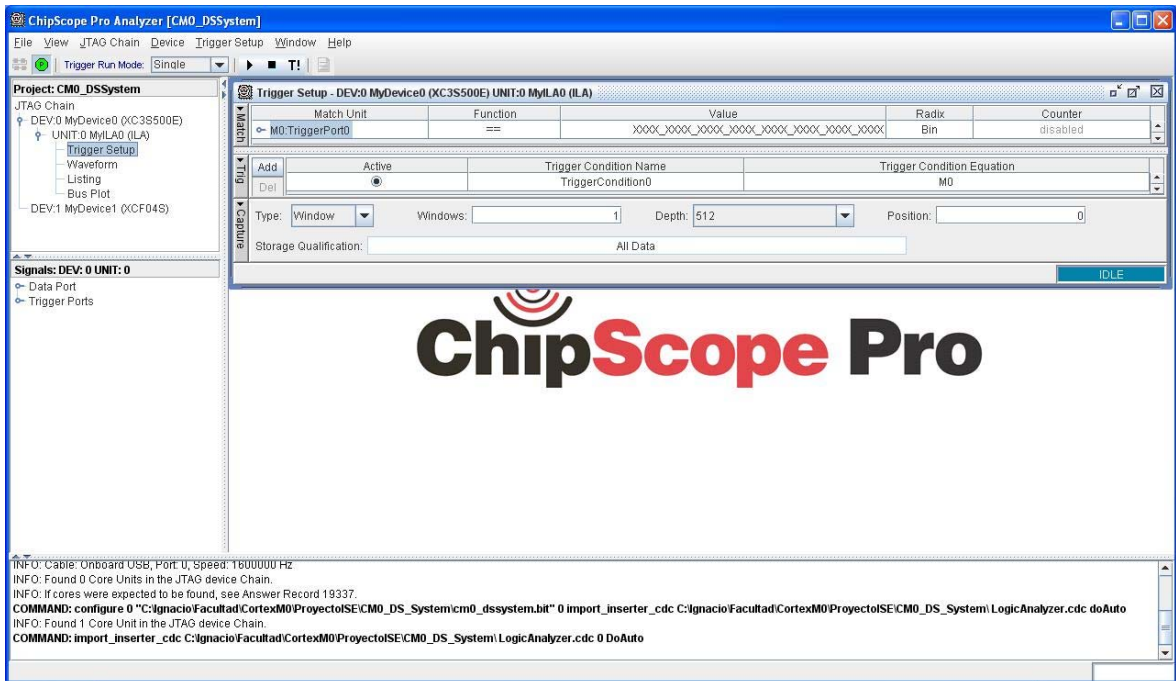 ChipScope Pro Analyzer [CM0_DSSystem]
File View JTAG Chain Device Trigger Setup Window Help
Trigger Run Mode: Single T!
Project: CM0_DSSystem
JTAG Chain
DEV:0 MyDevice0 (XC3S500E)
UNIT:0 MyILA0 (ILA)
Trigger Setup
Waveform
Listing
Bus Plot
DEV:1 MyDevice1 (XCF04S)
Signals: DEV: 0 UNIT: 0
Data Port
Trigger Ports
Trigger Setup - DEV:0 MyDevice0 (XC3S500E) UNIT:0 MyILA0 (ILA)
Match
Match Unit Function Value Radix Counter
M0:TriggerPort0 == XXXX_XXXX_XXXX_XXXX_XXXX_XXXX_XXXX_XXXX Bin disabled
Trig
Add Active Trigger Condition Name Trigger Condition Equation
Del TriggerCondition0 M0
Capture
Type: Window Windows: 1 Depth: 512 Position: 0
Storage Qualification: All Data
IDLE
ChipScope Pro
INFO: Cable: Onboard USB, Port: 0, Speed: 1600000 Hz
INFO: Found 0 Core Units in the JTAG device Chain.
INFO: If cores were expected to be found, see Answer Record 19337.
COMMAND: configure 0 "C:\Ignacio\Facultad\CortexM0\ProyectoISE\CM0_DS_System\cm0_dssystem.bit" 0 import_inserter_cdc C:\Ignacio\Facultad\CortexM0\ProyectoISE\CM0_DS_System\ LogicAnalyzer.cdc doAuto
INFO: Found 1 Core Unit in the JTAG device Chain.
COMMAND: import_inserter_cdc C:\Ignacio\Facultad\CortexM0\ProyectoISE\CM0_DS_System\ LogicAnalyzer.cdc 0 DoAuto